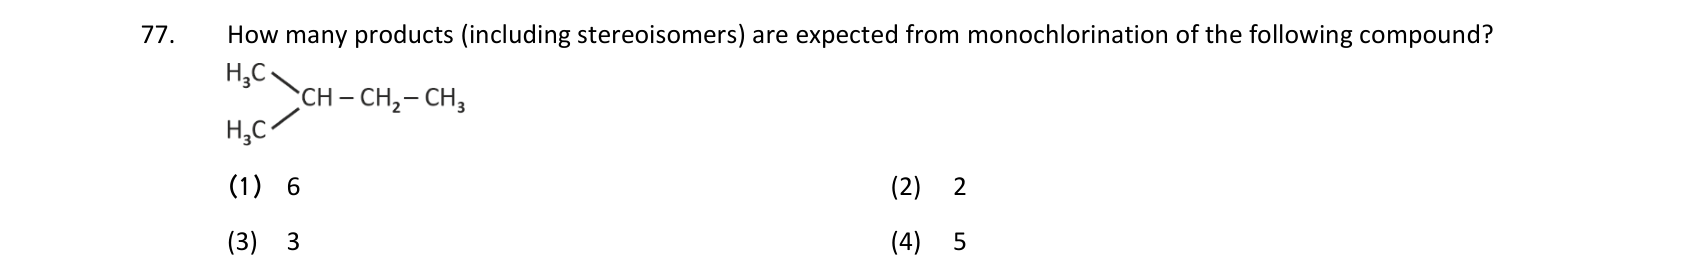 77. How many products (including stereoisomers) are expected from monochlorination of the following compound?
H₃C
CH – CH₂ – CH₃
H₃C
(1) 6 (2) 2
(3) 3 (4) 5